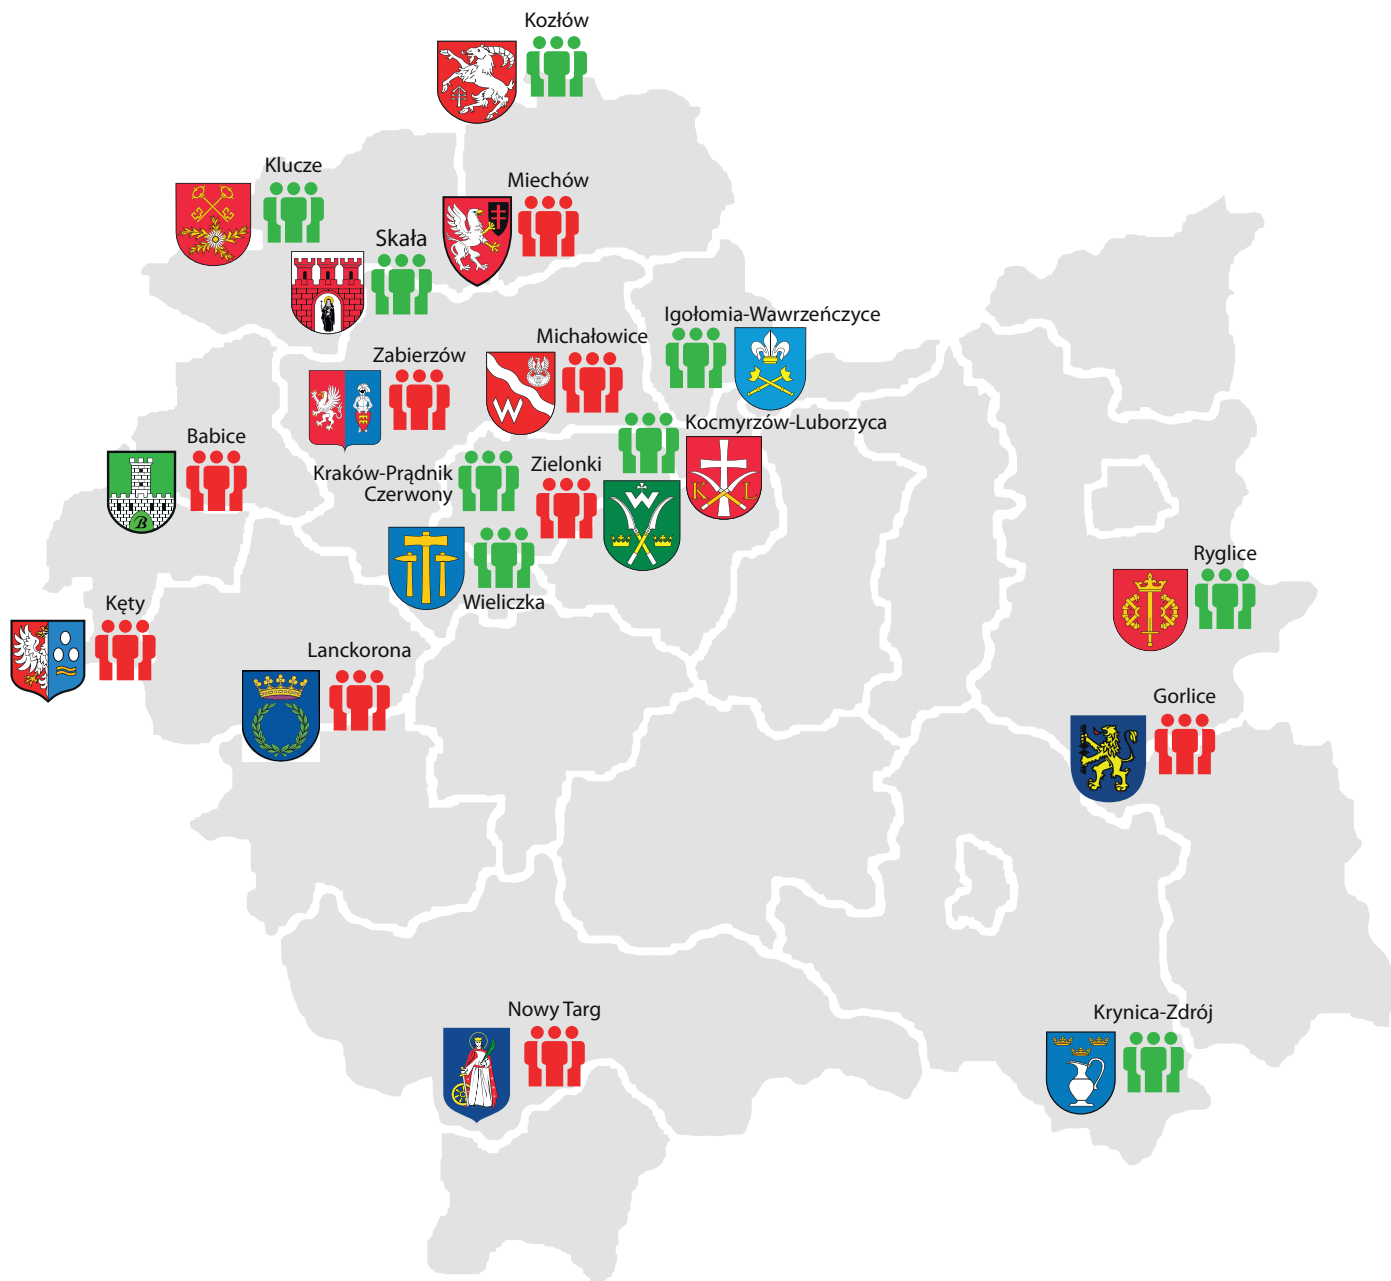 Kozłów
Klucze
Miechów
Skała
Igołomia-Wawrzeńczyce
Michałowice
Zabierzów
Kocmyrzów-Luborzyca
Babice
Kraków-Prądnik
Czerwony
Zielonki
W
K L
W
B
Ryglice
Wieliczka
Kęty
Lanckorona
Gorlice
Nowy Targ
Krynica-Zdrój